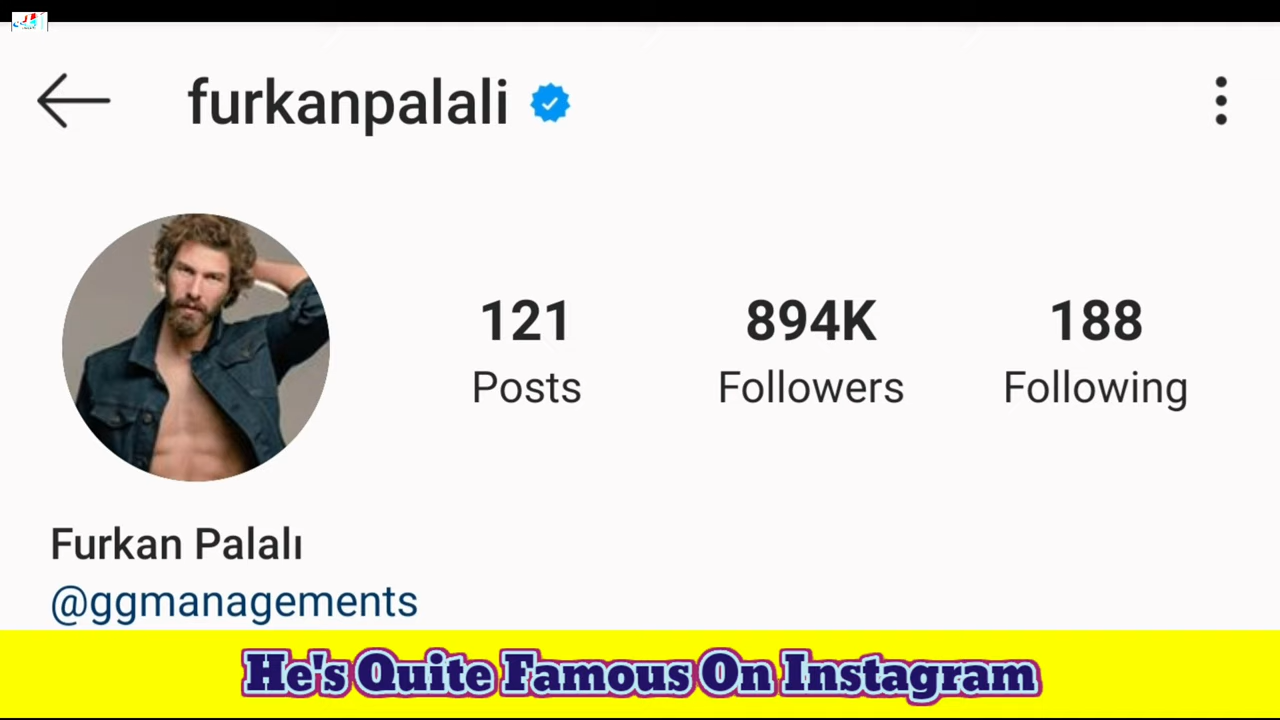 furkanpalali
121 894K 188
Posts Followers Following
Furkan Palalı
@ggmanagements
He's Quite Famous On Instagram